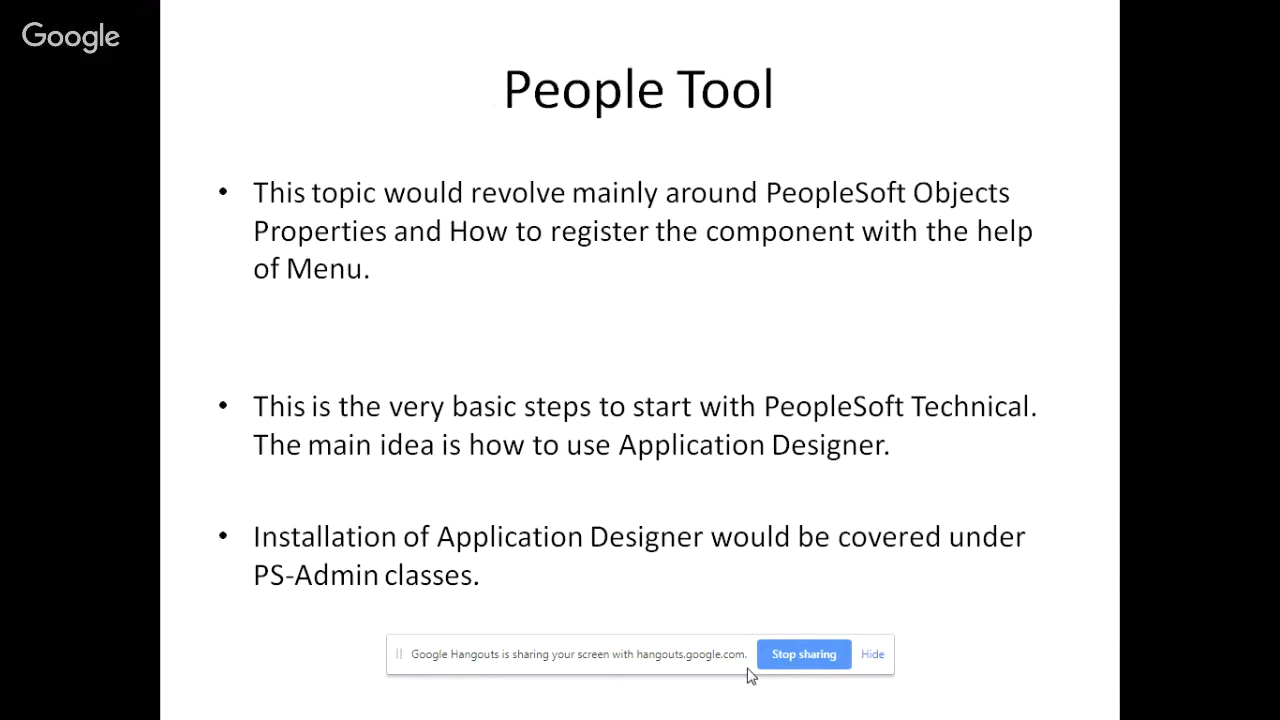 Google
People Tool
• This topic would revolve mainly around PeopleSoft Objects
Properties and How to register the component with the help
of Menu.
• This is the very basic steps to start with PeopleSoft Technical.
The main idea is how to use Application Designer.
• Installation of Application Designer would be covered under
PS-Admin classes.
Google Hangouts is sharing your screen with hangouts.google.com. Stop sharing Hide